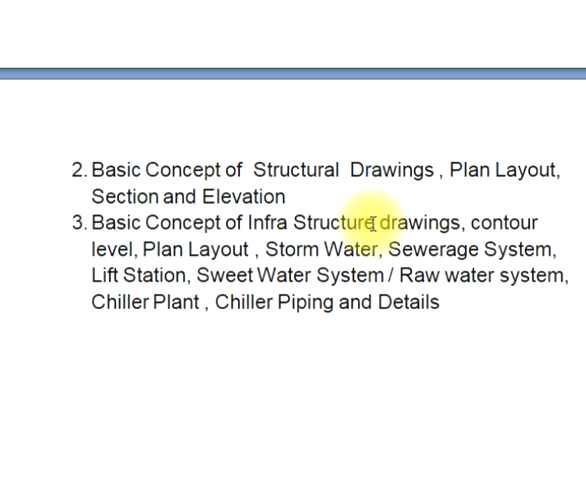 2. Basic Concept of  Structural  Drawings , Plan Layout,
Section and Elevation
3. Basic Concept of Infra Structure drawings, contour
level, Plan Layout , Storm Water, Sewerage System,
Lift Station, Sweet Water System / Raw water system,
Chiller Plant , Chiller Piping and Details